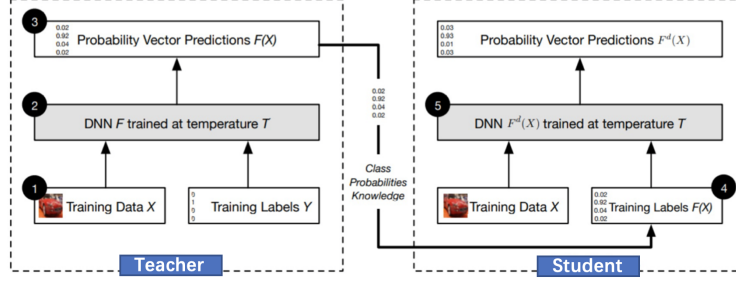 3
0.02
0.92
0.04
0.02
Probability Vector Predictions F(X)
2
DNN F trained at temperature T
1
Training Data X
0
1
0
0
Training Labels Y
Teacher
0.02
0.92
0.04
0.02
Class
Probabilities
Knowledge
0.03
0.93
0.01
0.03
Probability Vector Predictions F^d(X)
5
DNN F^d(X) trained at temperature T
Training Data X
4
0.02
0.92
0.04
0.02
Training Labels F(X)
Student